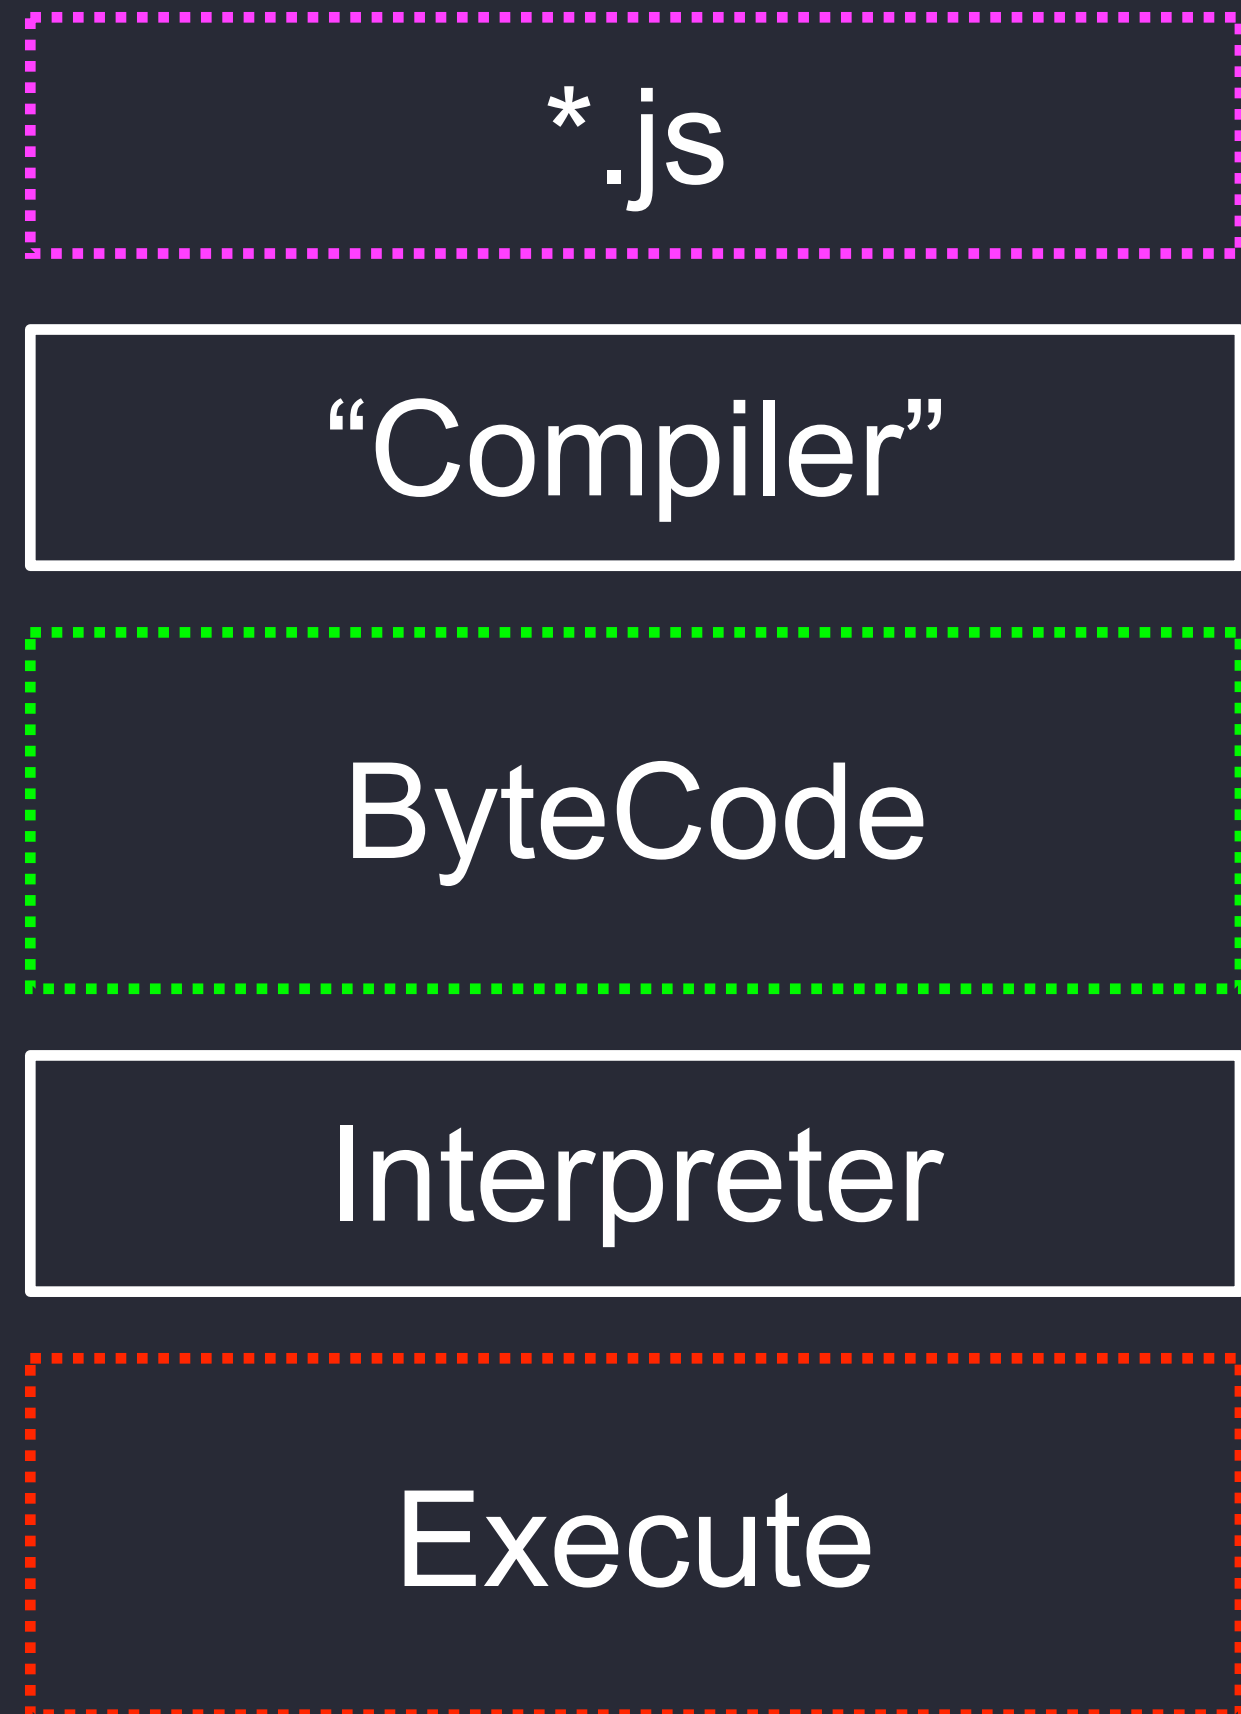 *.js
“Compiler”
ByteCode
Interpreter
Execute